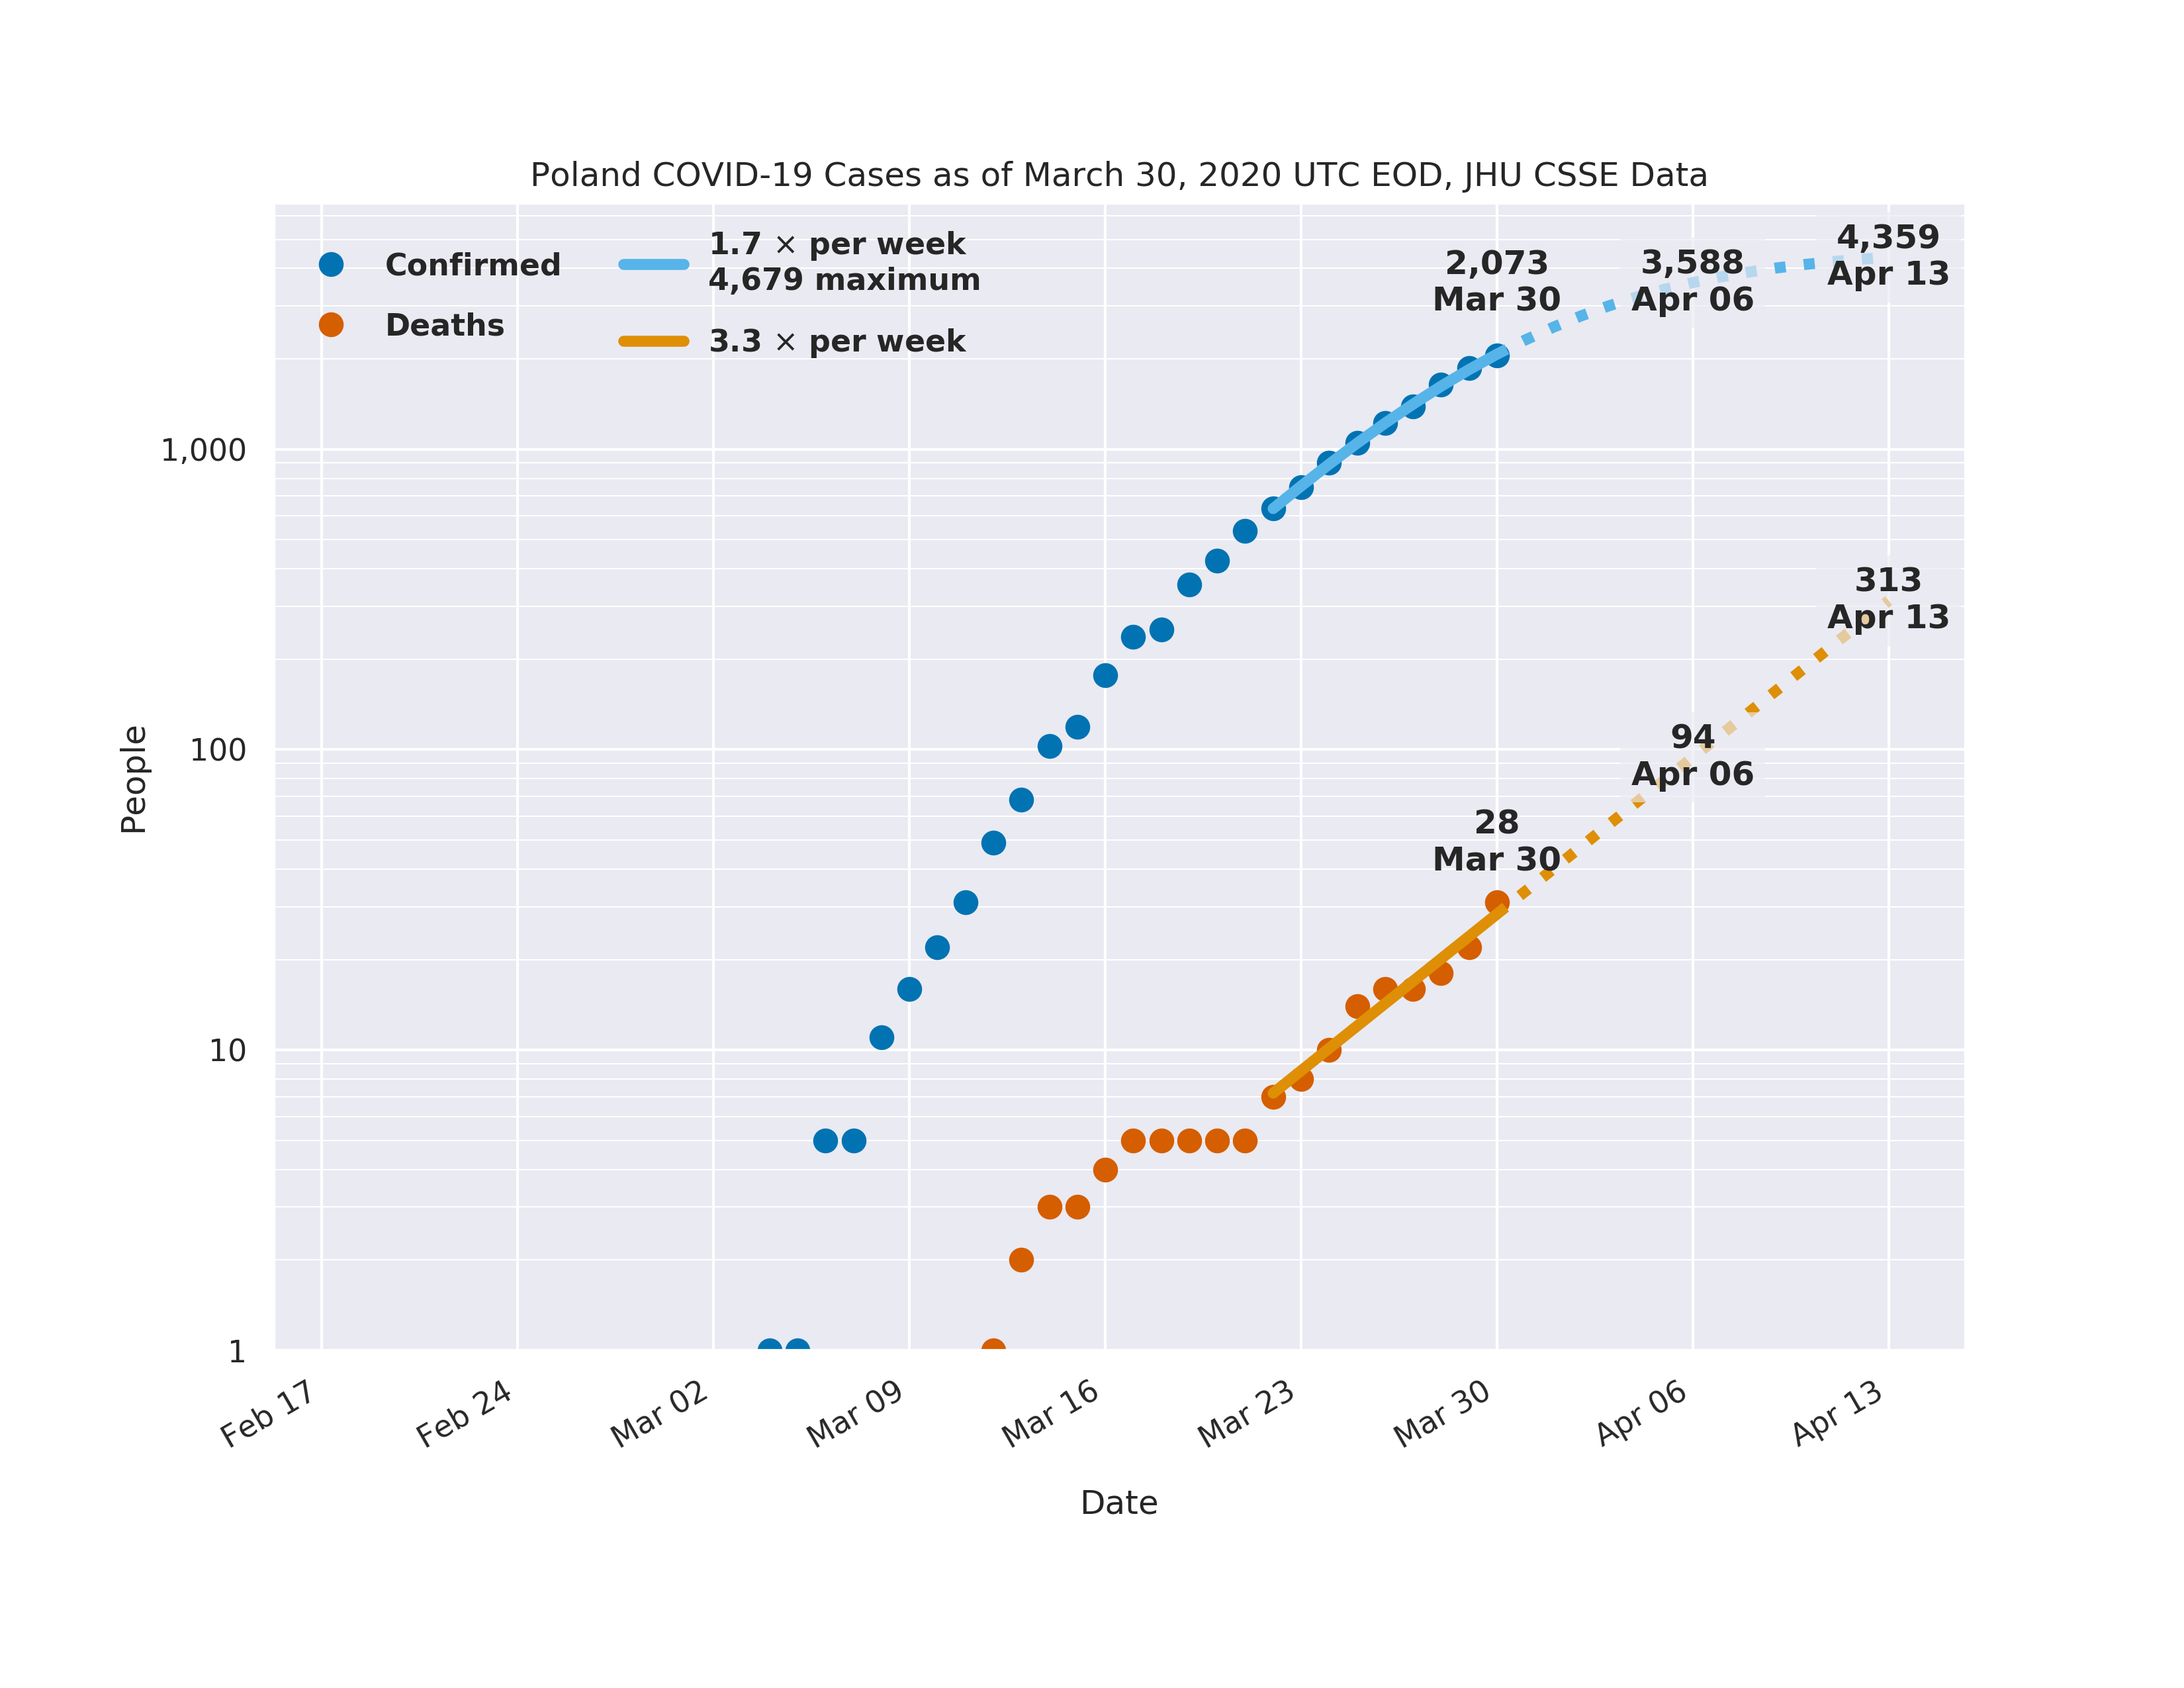 Poland COVID-19 Cases as of March 30, 2020 UTC EOD, JHU CSSE Data
Confirmed
Deaths
1.7 × per week
4,679 maximum
3.3 × per week
2,073
Mar 30
3,588
Apr 06
4,359
Apr 13
313
Apr 13
94
Apr 06
28
Mar 30
People
1,000
100
10
1
Feb 17
Feb 24
Mar 02
Mar 09
Mar 16
Mar 23
Mar 30
Apr 06
Apr 13
Date